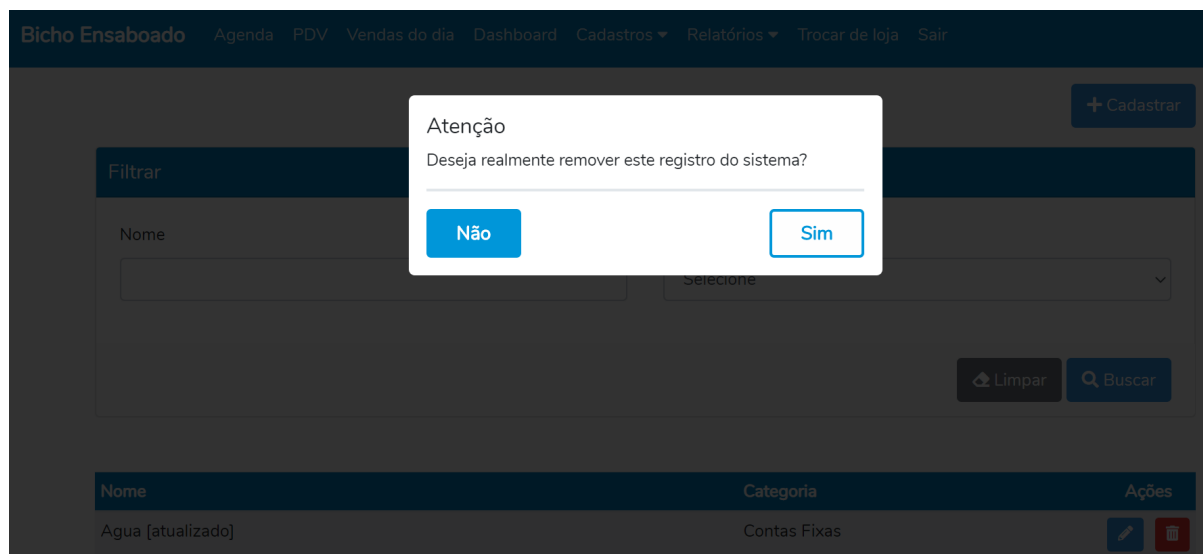 Bicho Ensaboado Agenda PDV Vendas do dia Dashboard Cadastros Relatórios Trocar de loja Sair
Cadastrar
Atenção
Deseja realmente remover este registro do sistema?
Não Sim
Filtrar
Nome
Selecione
Limpar Buscar
Nome Categoria Ações
Agua [atualizado] Contas Fixas